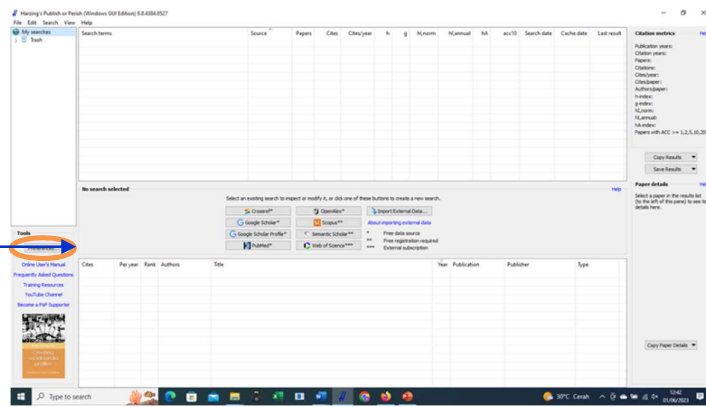 Harzing's Publish or Perish (Windows GUI Edition) 8.8.4384.8527
File Edit Search View Help
My searches
Trash
Search terms Source Papers Cites Cites/year h g hI,norm hI,annual hA acc10 Search date Cache date Last result
Citation metrics
Publication years:
Citation years:
Papers:
Citations:
Cites/year:
Cites/paper:
Authors/paper:
h-index:
g-index:
hI,norm:
hI,annual:
hA-index:
Papers with ACC >= 1,2,5,10,20
Copy Results
Save Results
No search selected Help
Select an existing search to inspect or modify it, or click one of these buttons to create a new search.
Crossref* OpenAlex* Import External Data...
Google Scholar* Scopus** About importing external data
Google Scholar Profile* Semantic Scholar** * Free data source
PubMed* Web of Science*** ** Free registration required
*** External subscription
Paper details
Select a paper in the results list
(to the left of this pane) to see its
details here.
Copy Paper Details
Tools
Preferences...
Online User's Manual
Frequently Asked Questions
Training Resources
YouTube Channel
Become a PoP Supporter
Cites Per year Rank Authors Title Year Publication Publisher Type
Type to search
30°C Cerah
12:42
01/06/2023